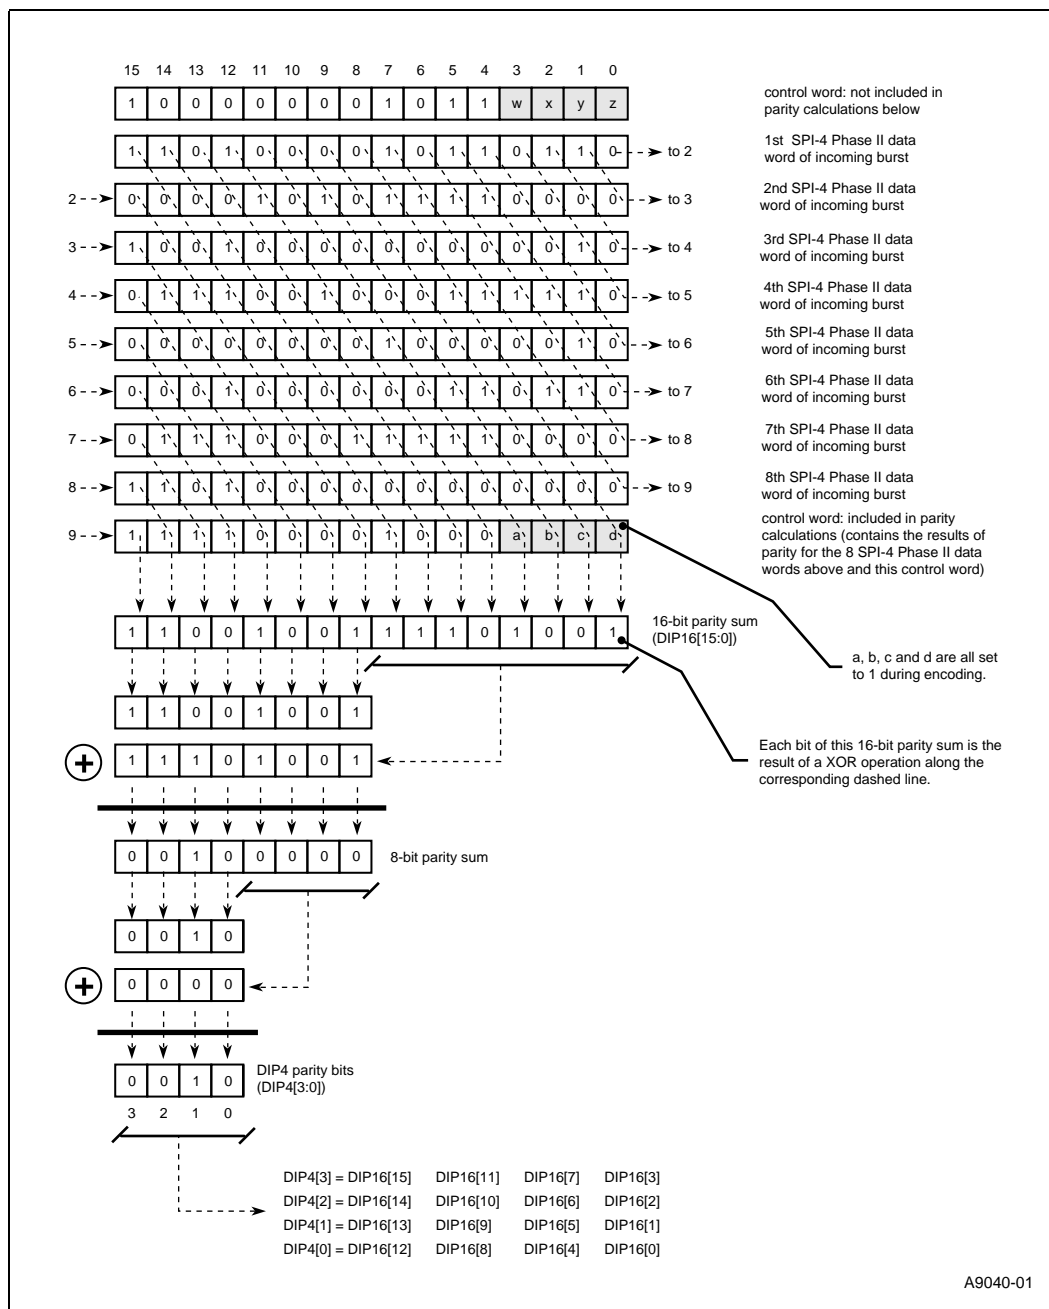 15 14 13 12 11 10 9 8 7 6 5 4 3 2 1 0
1 0 0 0 0 0 0 0 1 0 1 1 w x y z
control word: not included in
parity calculations below
1 1 0 1 0 0 0 0 1 0 1 1 0 1 1 0 to 2
1st SPI-4 Phase II data
word of incoming burst
2 0 0 0 0 1 0 1 0 1 1 1 1 0 0 0 0 to 3
2nd SPI-4 Phase II data
word of incoming burst
3 1 0 0 1 0 0 0 0 0 0 0 0 0 0 1 0 to 4
3rd SPI-4 Phase II data
word of incoming burst
4 0 1 1 1 0 0 1 0 0 0 1 1 1 1 1 0 to 5
4th SPI-4 Phase II data
word of incoming burst
5 0 0 0 0 0 0 0 0 1 0 0 0 0 0 1 0 to 6
5th SPI-4 Phase II data
word of incoming burst
6 0 0 0 1 0 0 0 0 0 0 1 1 0 1 1 0 to 7
6th SPI-4 Phase II data
word of incoming burst
7 0 1 1 1 0 0 1 1 1 1 1 1 0 0 0 0 to 8
7th SPI-4 Phase II data
word of incoming burst
8 1 1 0 1 0 0 0 0 0 0 0 0 0 0 0 0 to 9
8th SPI-4 Phase II data
word of incoming burst
9 1 1 1 1 0 0 0 0 0 0 0 0 a b c d
control word: included in parity
calculations (contains the results of
parity for the 8 SPI-4 Phase II data
words above and this control word)
1 1 0 0 1 0 0 1 1 1 1 0 1 0 0 1
16-bit parity sum
(DIP16[15:0])
a, b, c and d are all set
to 1 during encoding.
1 1 0 0 1 0 0 1
+ 1 1 1 0 1 0 0 1
Each bit of this 16-bit parity sum is the
result of a XOR operation along the
corresponding dashed line.
0 0 1 0 0 0 0 0 8-bit parity sum
0 0 1 0
+ 0 0 0 0
0 0 1 0
DIP4 parity bits
(DIP4[3:0])
3 2 1 0
DIP4[3] = DIP16[15] DIP16[11] DIP16[7] DIP16[3]
DIP4[2] = DIP16[14] DIP16[10] DIP16[6] DIP16[2]
DIP4[1] = DIP16[13] DIP16[9] DIP16[5] DIP16[1]
DIP4[0] = DIP16[12] DIP16[8] DIP16[4] DIP16[0]
A9040-01